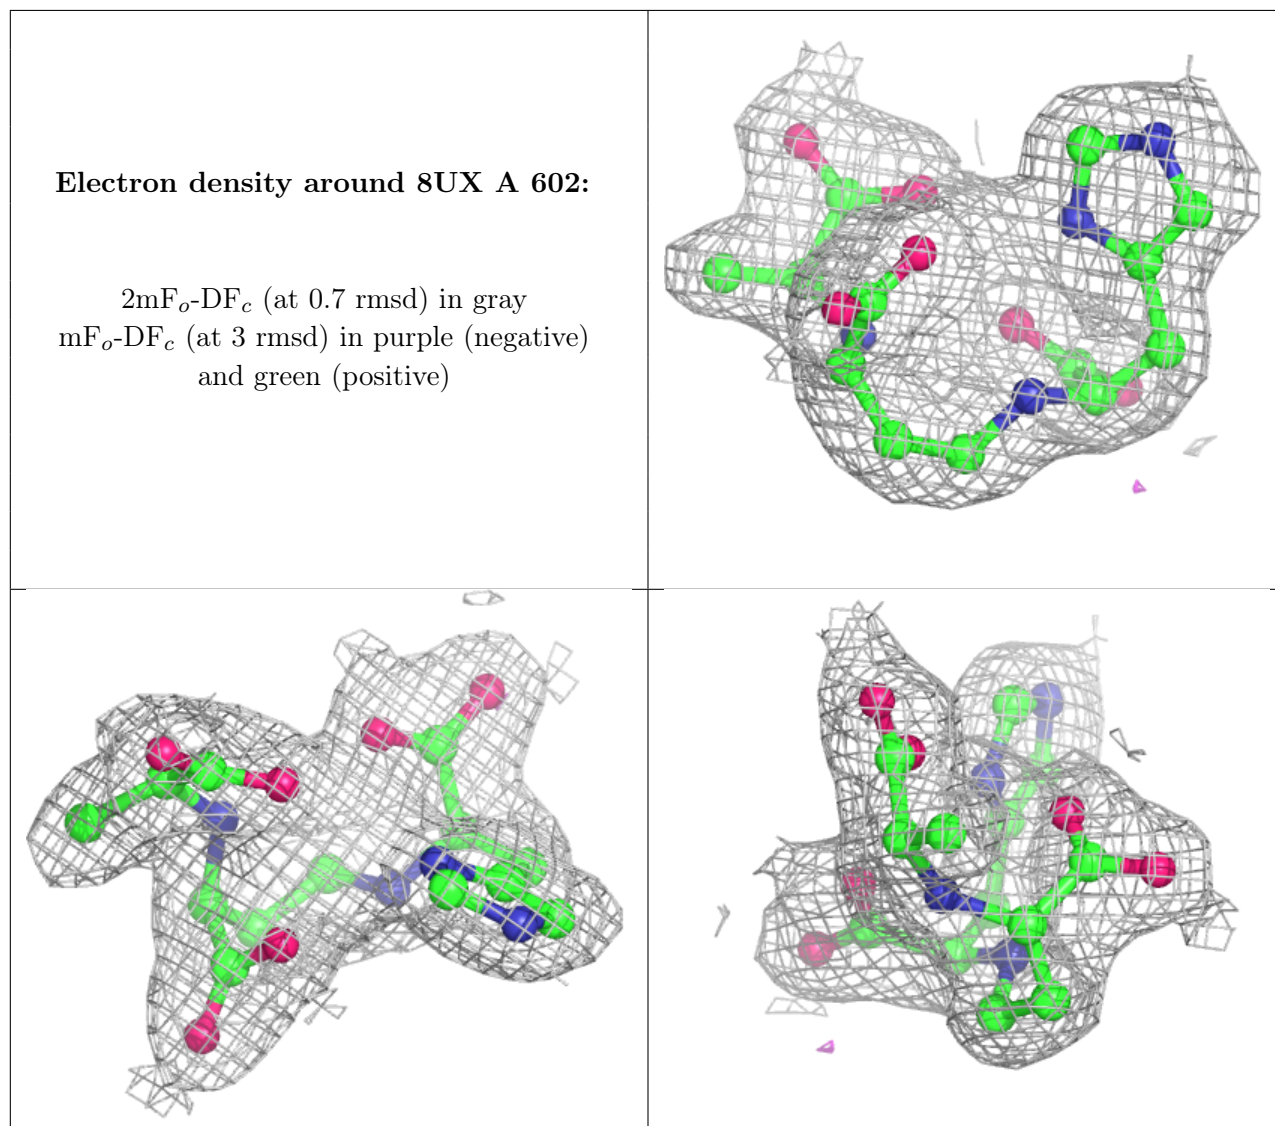 Electron density around 8UX A 602:
2mFo-DFc (at 0.7 rmsd) in gray
mFo-DFc (at 3 rmsd) in purple (negative)
and green (positive)